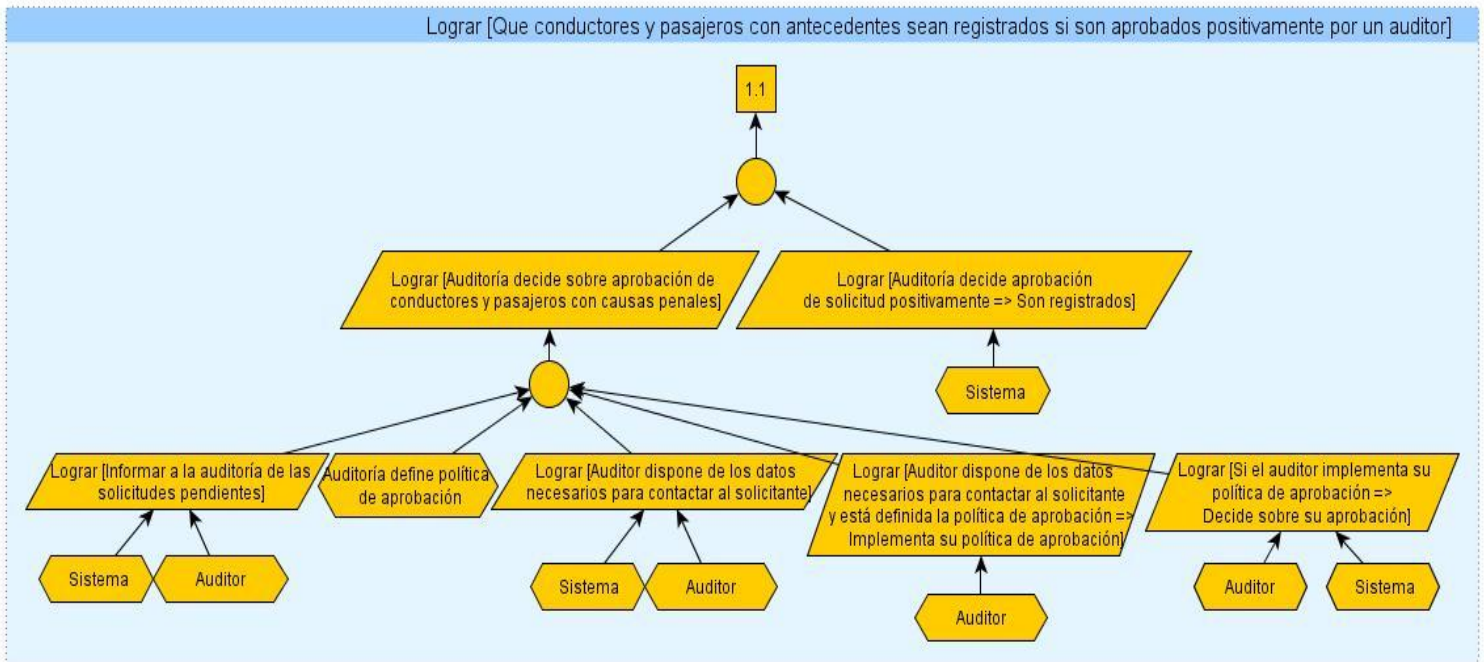 Lograr [Que conductores y pasajeros con antecedentes sean registrados si son aprobados positivamente por un auditor]
1.1
Lograr [Auditoría decide sobre aprobación de
conductores y pasajeros con causas penales]
Lograr [Auditoría decide aprobación
de solicitud positivamente => Son registrados]
Sistema
Lograr [Informar a la auditoría de las
solicitudes pendientes]
Auditoría define política
de aprobación
Lograr [Auditor dispone de los datos
necesarios para contactar al solicitante]
Lograr [Auditor dispone de los datos
necesarios para contactar al solicitante
y está definida la política de aprobación =>
Implementa su política de aprobación]
Lograr [Si el auditor implementa su
política de aprobación =>
Decide sobre su aprobación]
Sistema
Auditor
Sistema
Auditor
Auditor
Auditor
Sistema